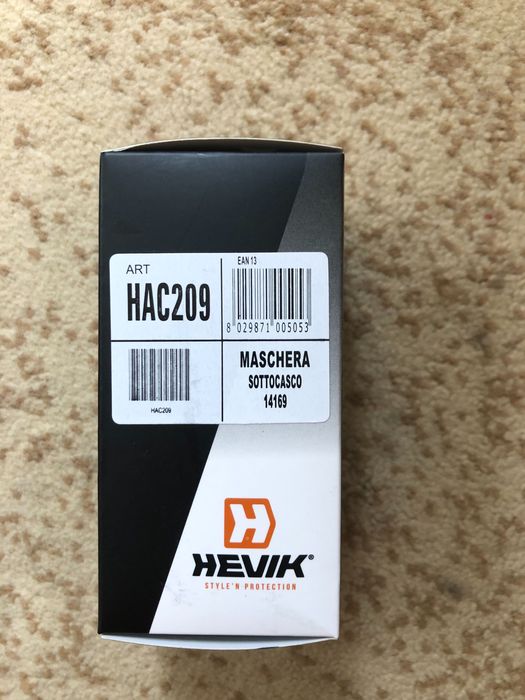 ART
HAC209
EAN 13
8 029871 005053
HAC209
MASCHERA
SOTTOCASCO
14169
HEVIK®
STYLE'N PROTECTION